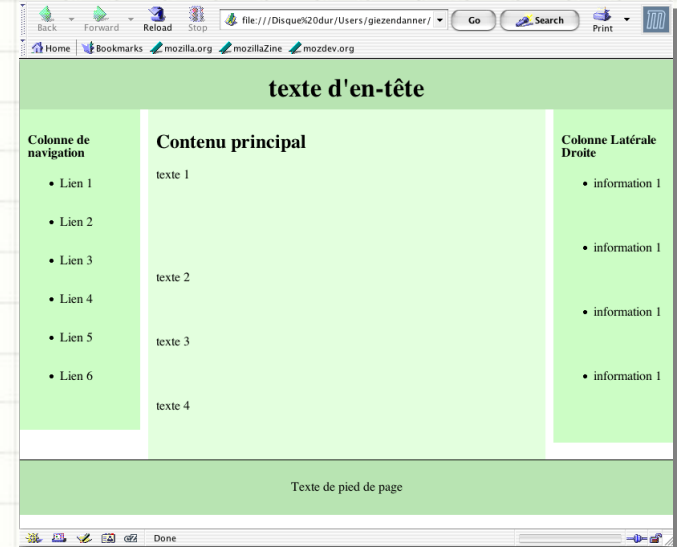 Back
Forward
Reload
Stop
file:///Disque%20dur/Users/giezendanner/
Go
Search
Print
Home
Bookmarks
mozilla.org
mozillaZine
mozdev.org
texte d'en-tête
Colonne de
navigation
Lien 1
Lien 2
Lien 3
Lien 4
Lien 5
Lien 6
Contenu principal
texte 1
texte 2
texte 3
texte 4
Colonne Latérale
Droite
information 1
information 1
information 1
information 1
Texte de pied de page
Done